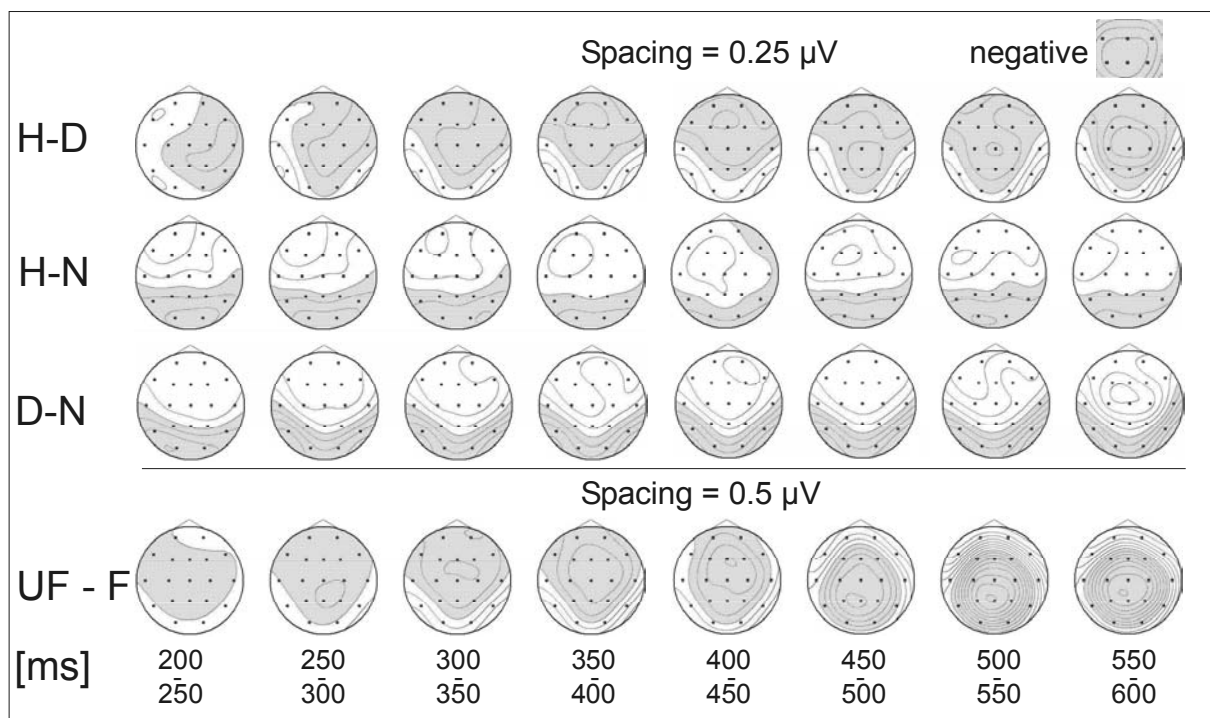 Spacing = 0.25 µV negative
H-D
H-N
D-N
Spacing = 0.5 µV
UF - F
[ms] 200-250 250-300 300-350 350-400 400-450 450-500 500-550 550-600